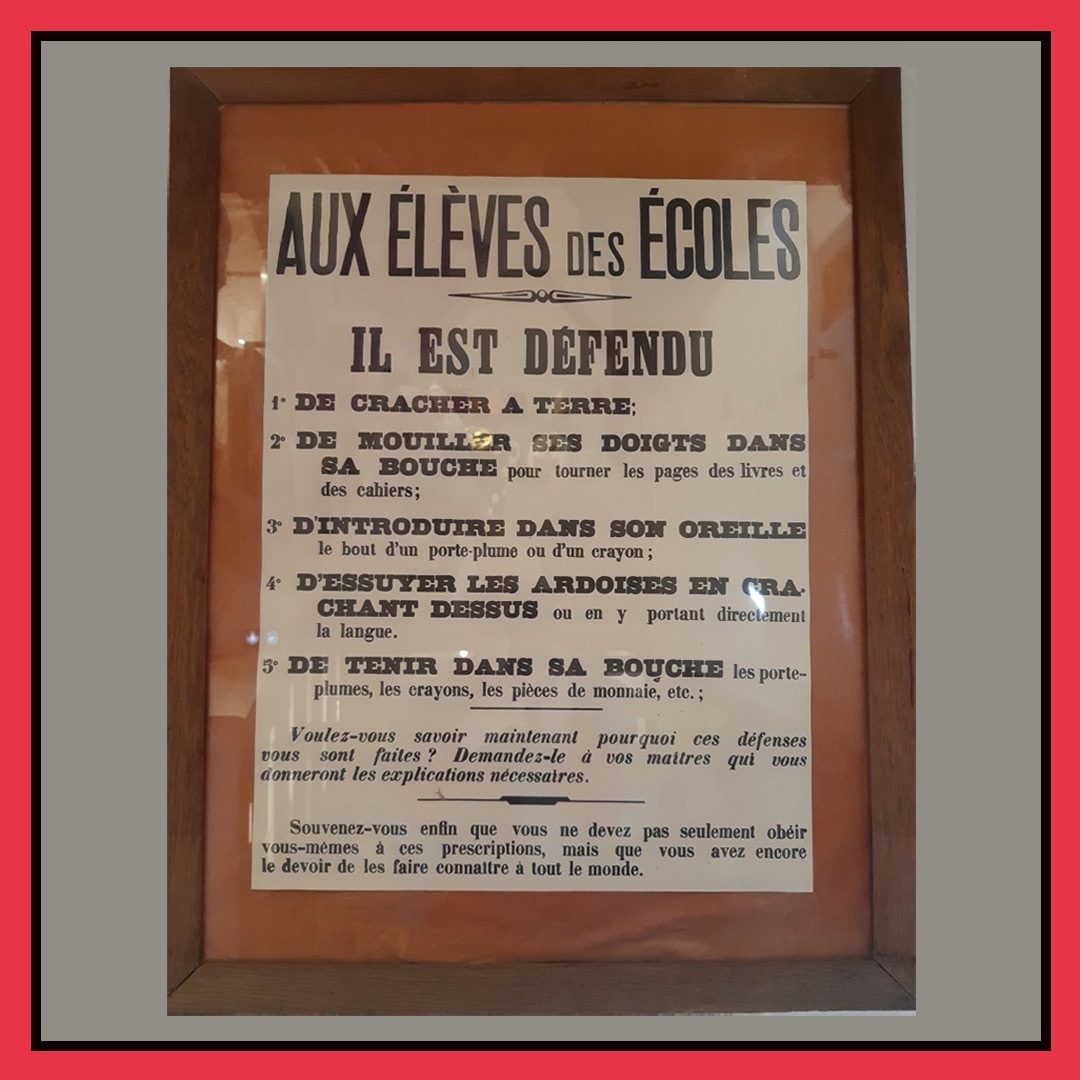 AUX ÉLÈVES DES ÉCOLES
IL EST DÉFENDU
1° DE CRACHER A TERRE;
2° DE MOUILLER SES DOIGTS DANS
SA BOUCHE pour tourner les pages des livres et
des cahiers;
3° D'INTRODUIRE DANS SON OREILLE
le bout d'un porte-plume ou d'un crayon;
4° D'ESSUYER LES ARDOISES EN CRA-
CHANT DESSUS ou en y portant directement
la langue.
5° DE TENIR DANS SA BOUCHE les porte-
plumes, les crayons, les pièces de monnaie, etc.;
Voulez-vous savoir maintenant pourquoi ces défenses
vous sont faites? Demandez-le à vos maîtres qui vous
donneront les explications nécessaires.
Souvenez-vous enfin que vous ne devez pas seulement obéir
vous-mêmes à ces prescriptions, mais que vous avez encore
le devoir de les faire connaître à tout le monde.